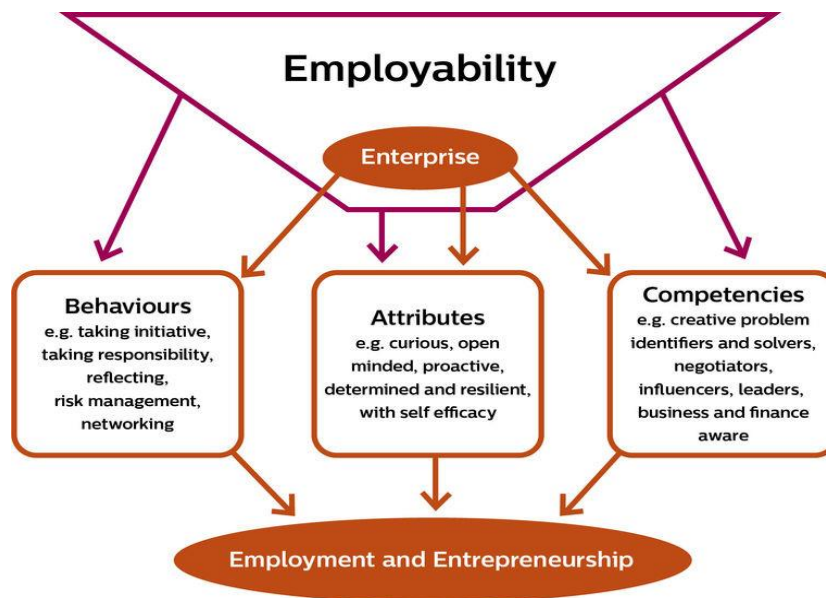 Employability
Enterprise
Behaviours
e.g. taking initiative,
taking responsibility,
reflecting,
risk management,
networking
Attributes
e.g. curious, open
minded, proactive,
determined and resilient,
with self efficacy
Competencies
e.g. creative problem
identifiers and solvers,
negotiators,
influencers, leaders,
business and finance
aware
Employment and Entrepreneurship